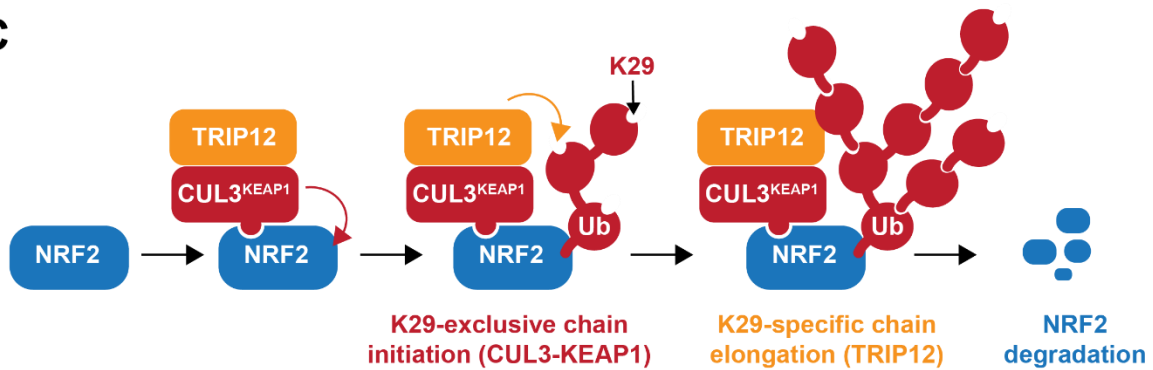 C
K29
TRIP12
TRIP12
TRIP12
CUL3KEAP1
CUL3KEAP1
CUL3KEAP1
NRF2
NRF2
NRF2
Ub
NRF2
Ub
K29-exclusive chain
initiation (CUL3-KEAP1)
K29-specific chain
elongation (TRIP12)
NRF2
degradation